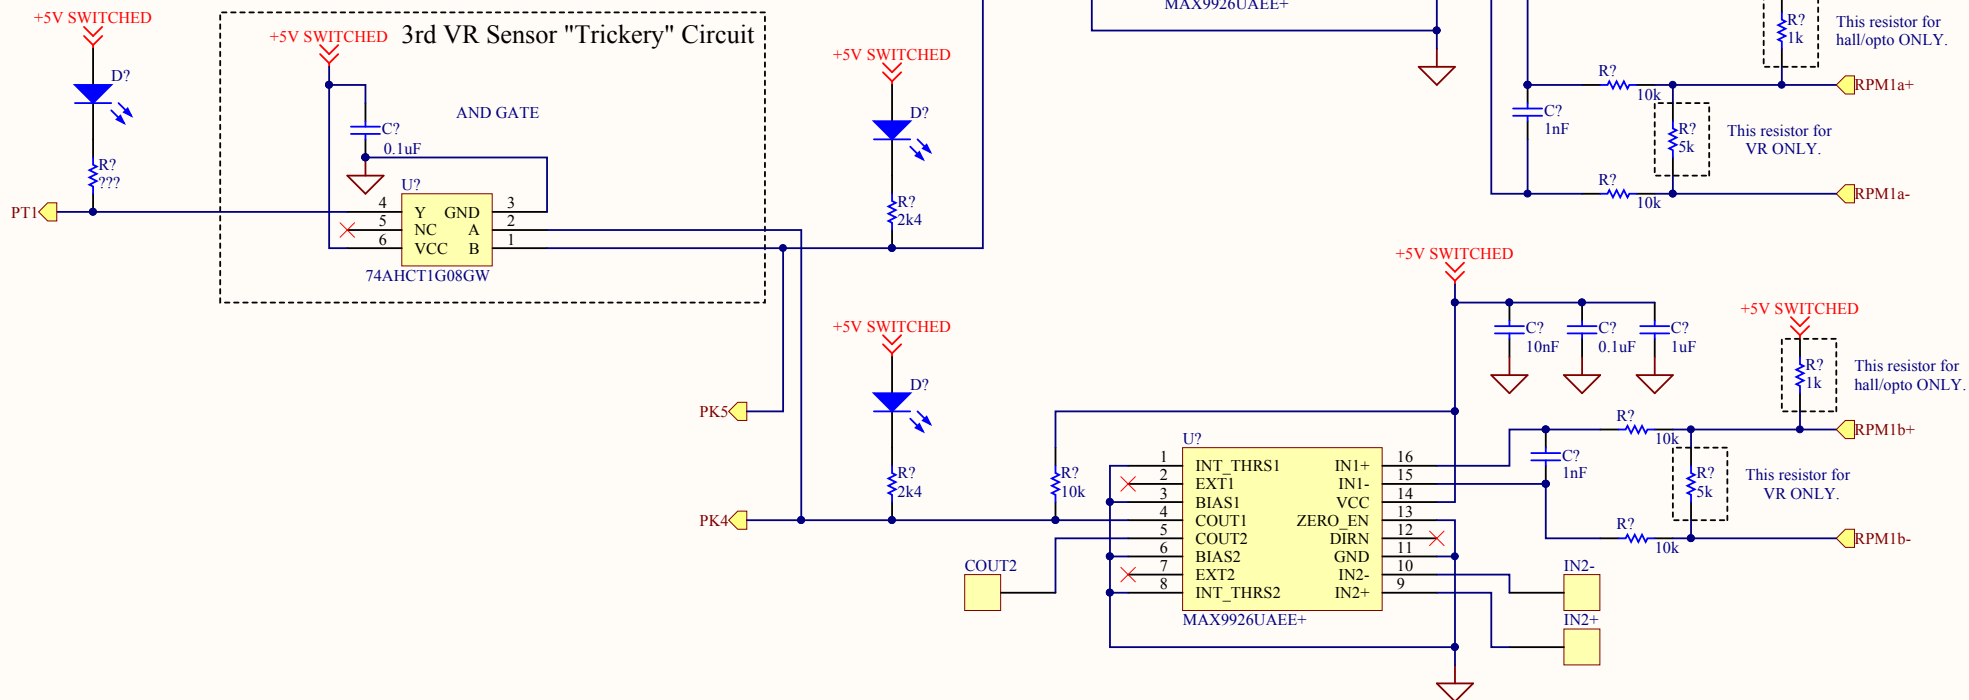 MAX9926UAEE+
+5V SWITCHED
3rd VR Sensor "Trickery" Circuit
+5V SWITCHED
+5V SWITCHED
R?
1k
This resistor for
hall/opto ONLY.
D?
AND GATE
D?
C?
0.1uF
R?
10k
RPM1a+
C?
1nF
R?
5k
This resistor for
VR ONLY.
R?
???
U?
R?
2k4
R?
10k
RPM1a-
PT1
4
5
6
Y
NC
VCC
GND
A
B
3
2
1
74AHCT1G08GW
+5V SWITCHED
+5V SWITCHED
+5V SWITCHED
C?
10nF
C?
0.1uF
C?
1uF
R?
1k
This resistor for
hall/opto ONLY.
D?
PK5
R?
10k
RPM1b+
U?
R?
2k4
R?
10k
1
2
3
4
5
6
7
8
INT_THRS1
EXT1
BIAS1
COUT1
COUT2
BIAS2
EXT2
INT_THRS2
IN1+
IN1-
VCC
ZERO_EN
DIRN
GND
IN2-
IN2+
16
15
14
13
12
11
10
9
C?
1nF
R?
5k
This resistor for
VR ONLY.
PK4
R?
10k
RPM1b-
COUT2
IN2-
MAX9926UAEE+
IN2+